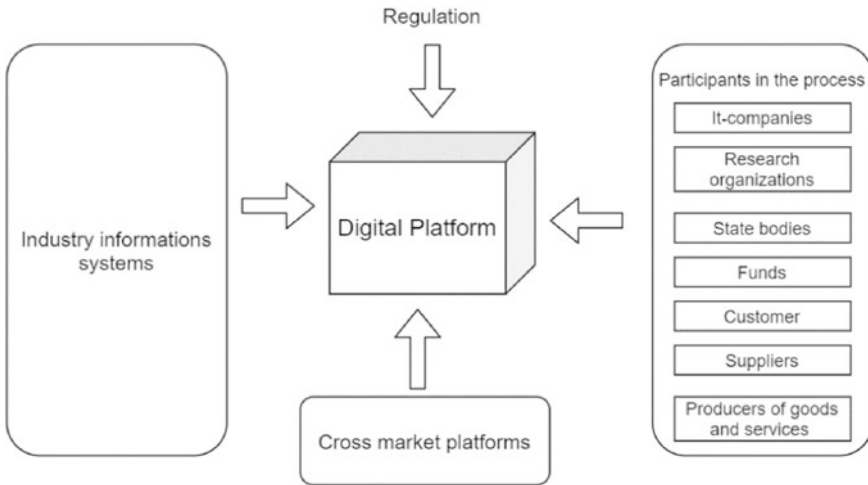 Regulation
Industry informations
systems
Digital Platform
Cross market platforms
Participants in the process
It-companies
Research
organizations
State bodies
Funds
Customer
Suppliers
Producers of goods
and services